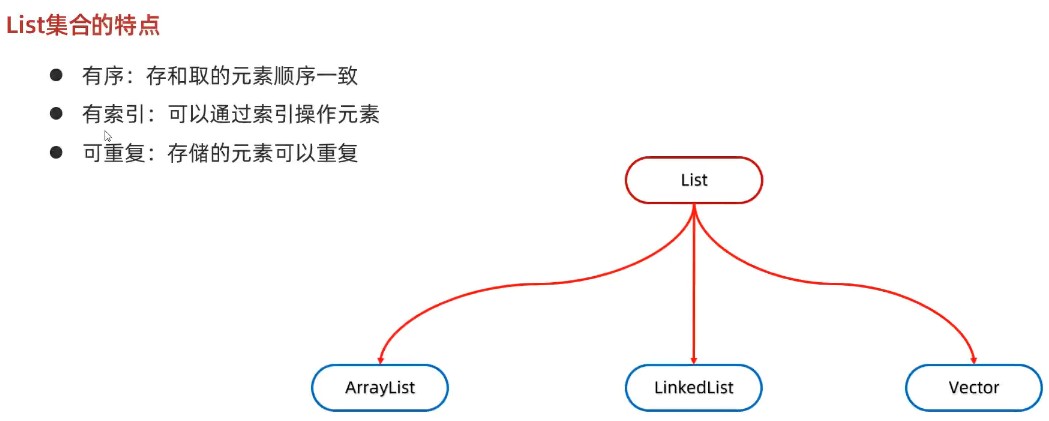 List集合的特点
● 有序：存和取的元素顺序一致
● 有索引：可以通过索引操作元素
● 可重复：存储的元素可以重复
List
ArrayList
LinkedList
Vector